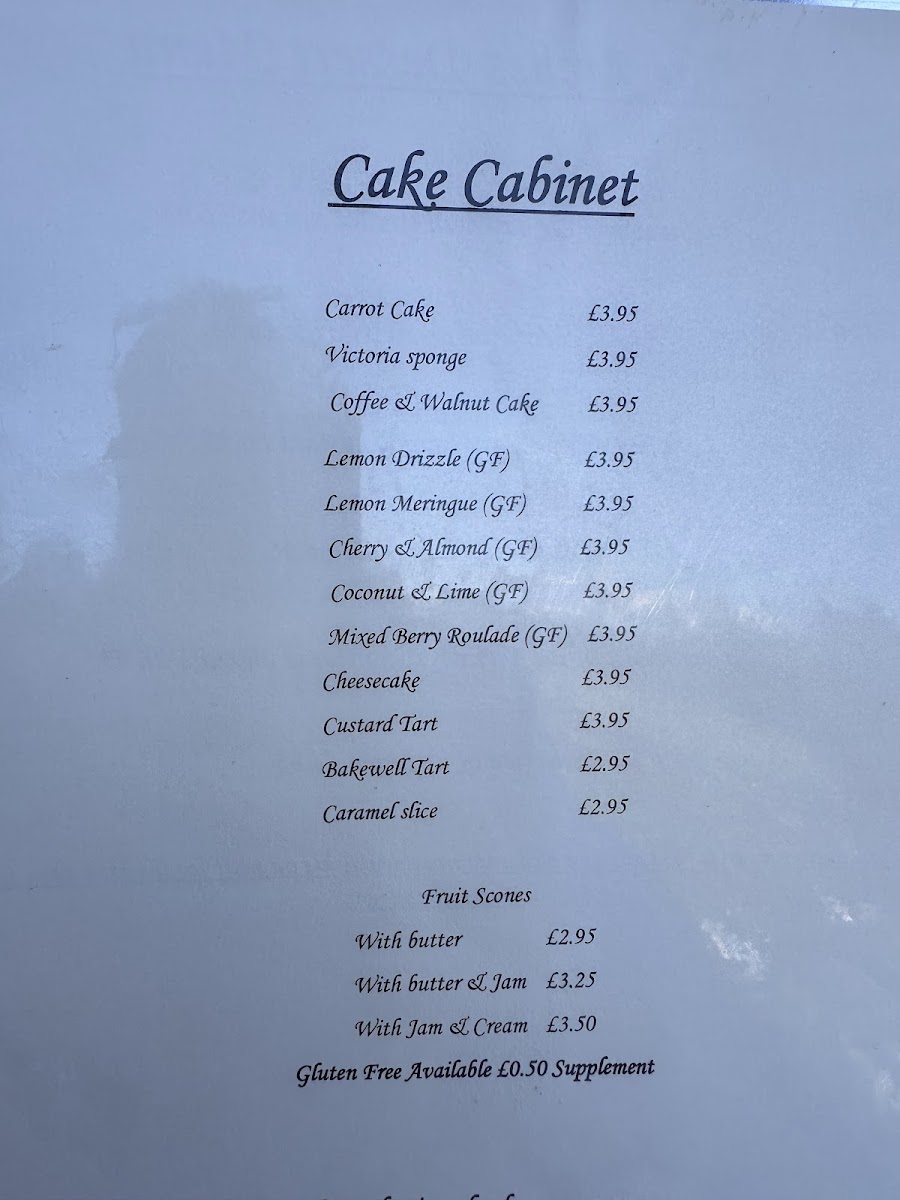 Cake Cabinet
Carrot Cake £3.95
Victoria sponge £3.95
Coffee & Walnut Cake £3.95
Lemon Drizzle (GF) £3.95
Lemon Meringue (GF) £3.95
Cherry & Almond (GF) £3.95
Coconut & Lime (GF) £3.95
Mixed Berry Roulade (GF) £3.95
Cheesecake £3.95
Custard Tart £3.95
Bakewell Tart £2.95
Caramel slice £2.95
Fruit Scones
With butter £2.95
With butter & Jam £3.25
With Jam & Cream £3.50
Gluten Free Available £0.50 Supplement